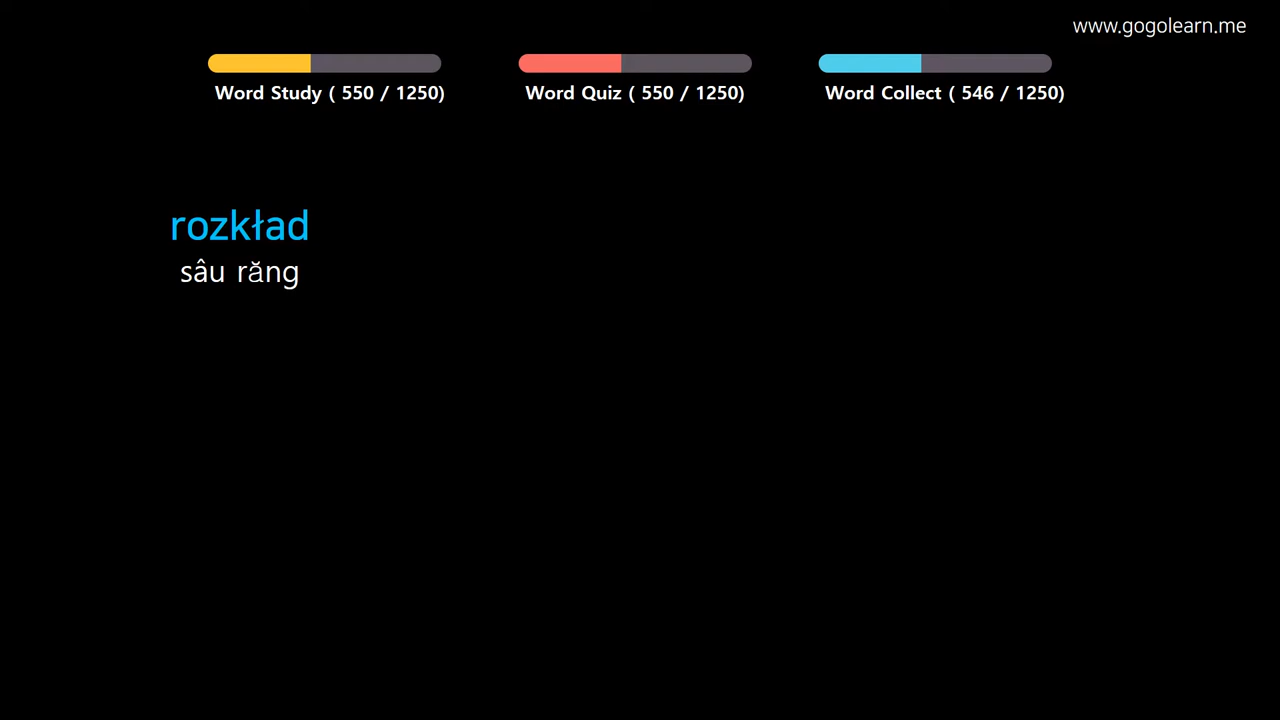 www.gogolearn.me
Word Study ( 550 / 1250)
Word Quiz ( 550 / 1250)
Word Collect ( 546 / 1250)
rozkład
sâu răng